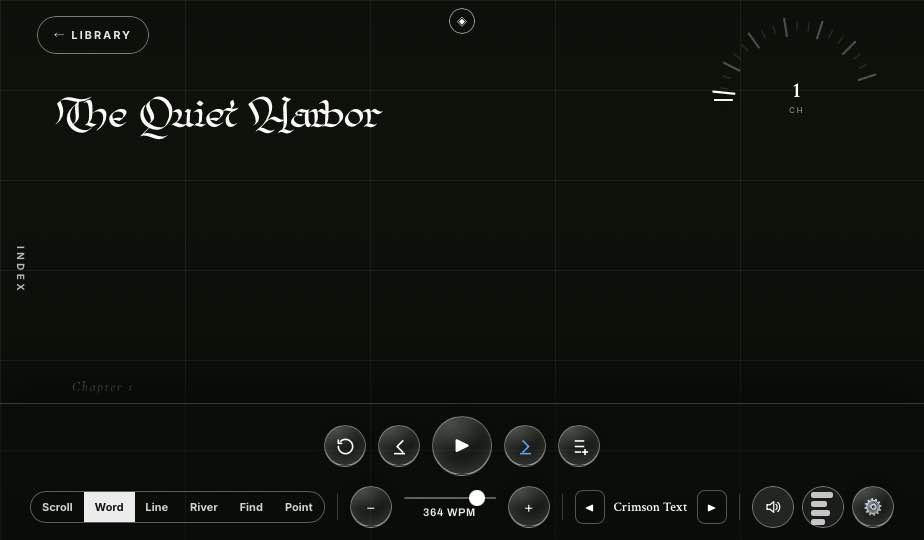 ← LIBRARY
The Quiet Harbor
1
CH
INDEX
Chapter 1
Scroll Word Line River Find Point
364 WPM
Crimson Text